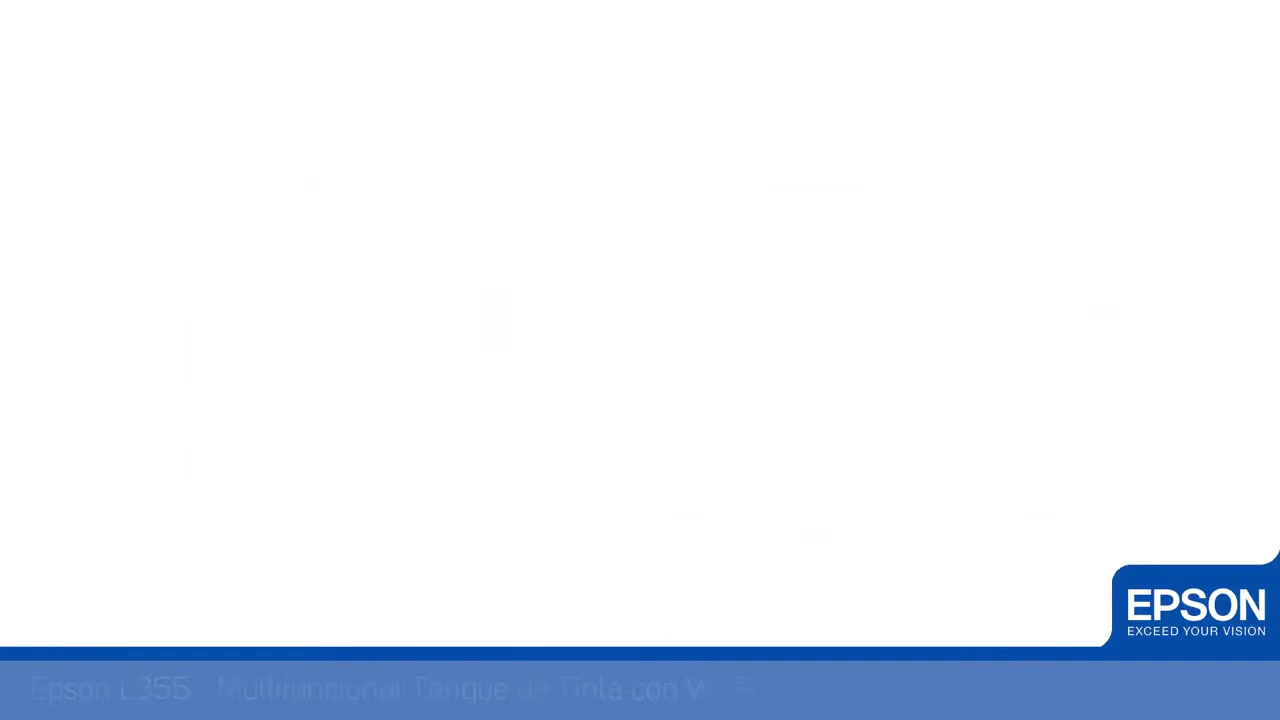 EPSON
EXCEED YOUR VISION
Epson L355 - Multifuncional Tanque de Tinta con